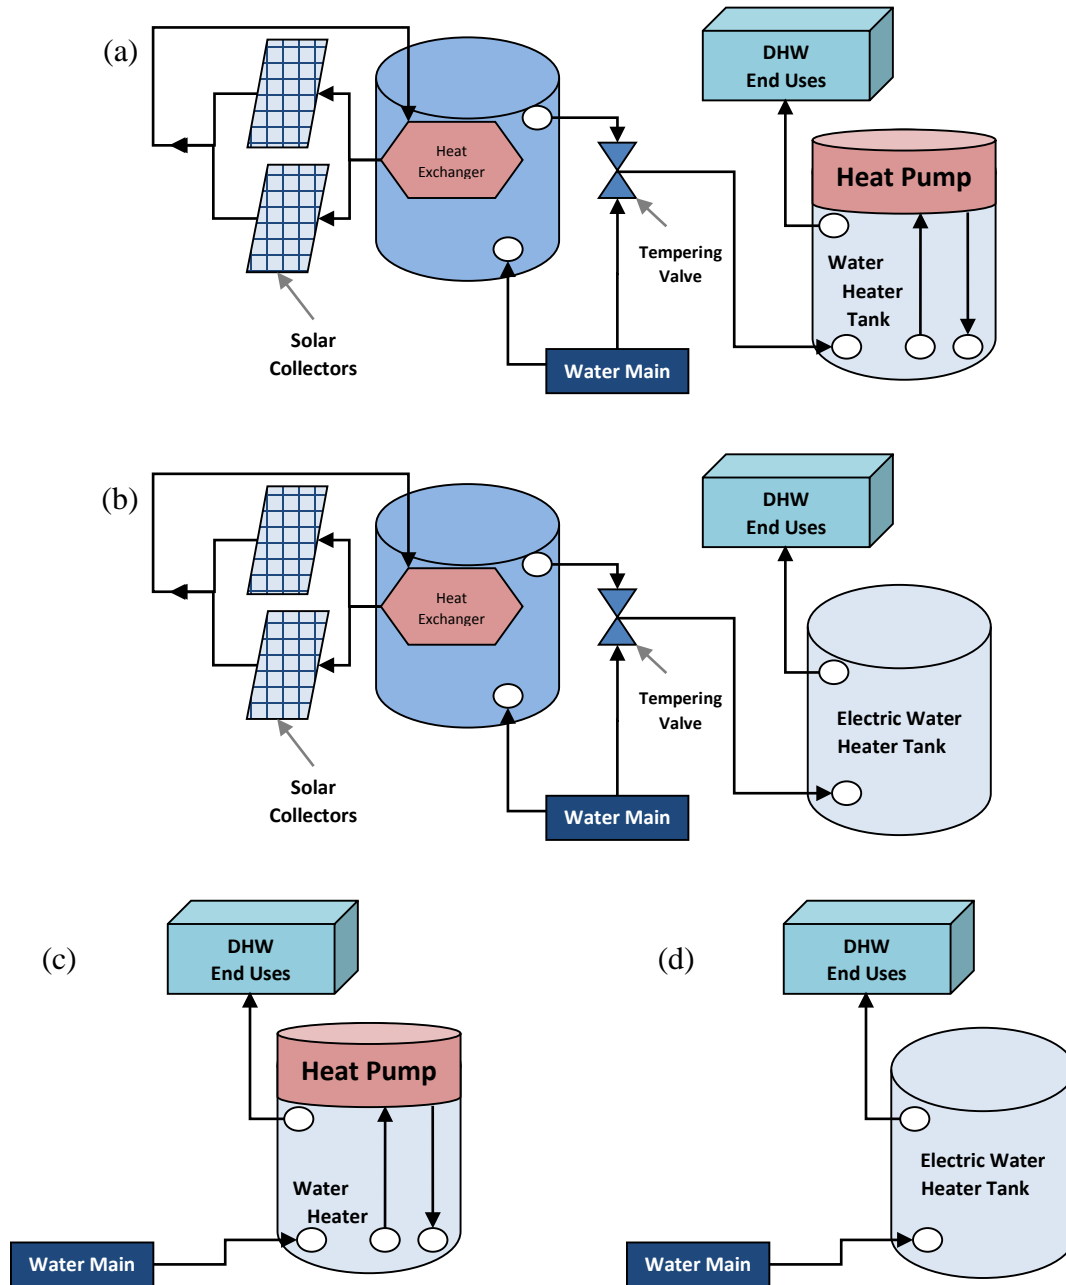 (a)
DHW
End Uses
Heat
Exchanger
Heat Pump
Tempering
Valve
Water
Heater
Tank
Solar
Collectors
Water Main
(b)
DHW
End Uses
Heat
Exchanger
Tempering
Valve
Electric Water
Heater Tank
Solar
Collectors
Water Main
(c)
DHW
End Uses
Heat Pump
Water
Heater
Water Main
(d)
DHW
End Uses
Electric Water
Heater Tank
Water Main